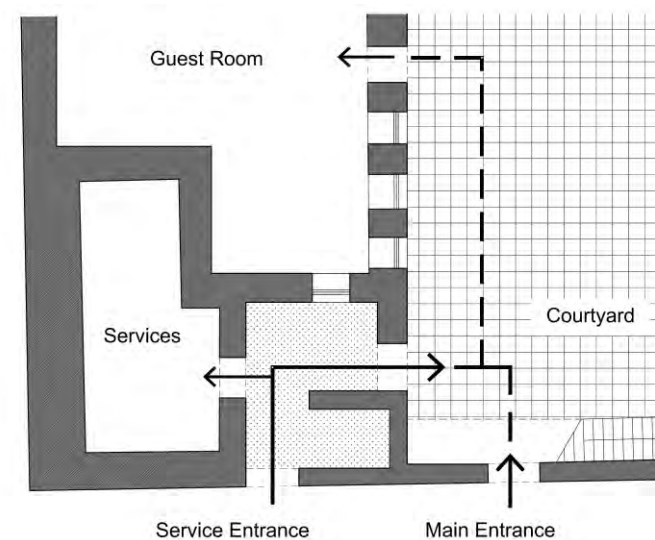 Guest Room
Courtyard
Services
Service Entrance
Main Entrance